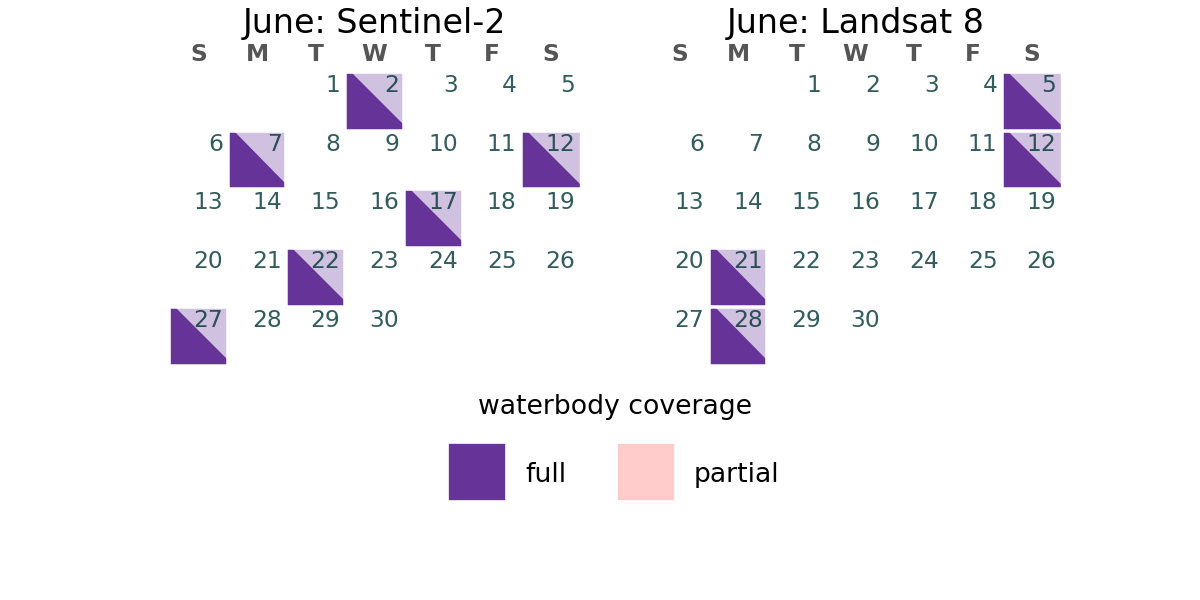 June: Sentinel-2
S M T W T F S
1 2 3 4 5
6 7 8 9 10 11 12
13 14 15 16 17 18 19
20 21 22 23 24 25 26
27 28 29 30
June: Landsat 8
S M T W T F S
1 2 3 4 5
6 7 8 9 10 11 12
13 14 15 16 17 18 19
20 21 22 23 24 25 26
27 28 29 30
waterbody coverage
full partial